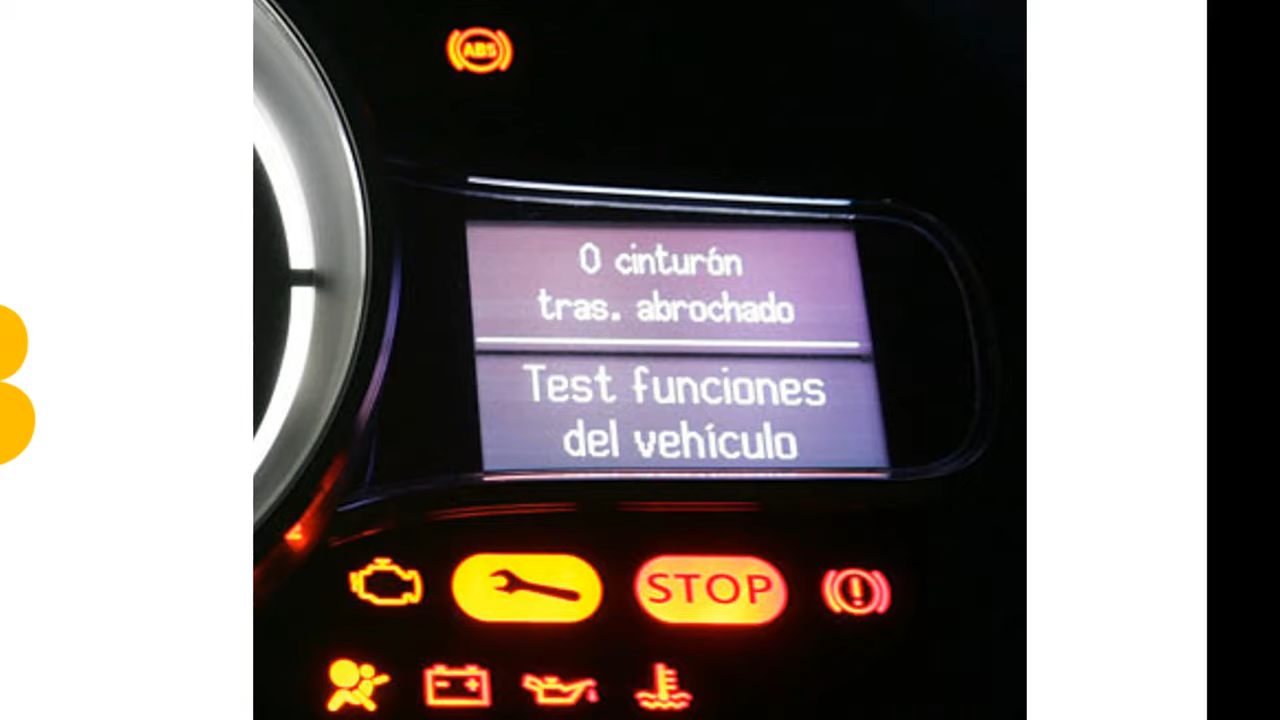 ABS
0 cinturón
tras. abrochado
Test funciones
del vehículo
STOP